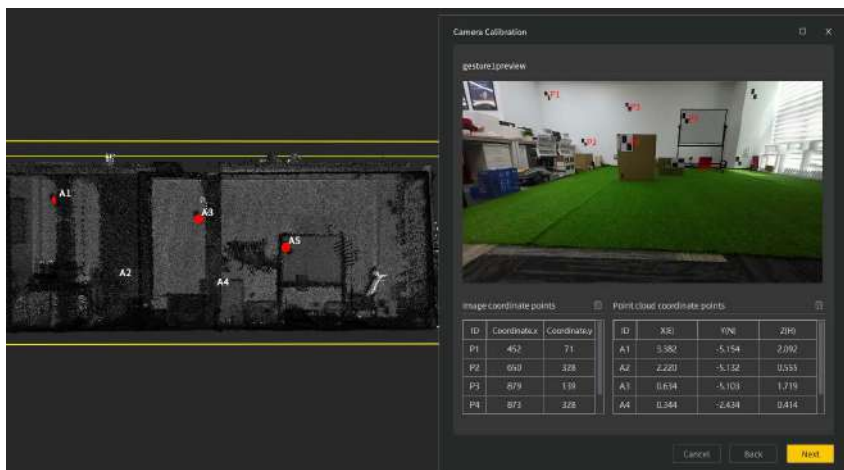 A1
A3
A5
A2
A4
Camera Calibration
gesture1preview
P1
P3
P2
Image coordinate points
ID Coordinate.x Coordinate.y
P1 452 71
P2 650 328
P3 879 139
P4 873 328
Point cloud coordinate points
ID X(E) Y(N) Z(H)
A1 3.382 -5.154 2.092
A2 2.220 -5.132 0.555
A3 0.634 -5.103 1.719
A4 0.344 -2.434 0.414
Cancel Back Next